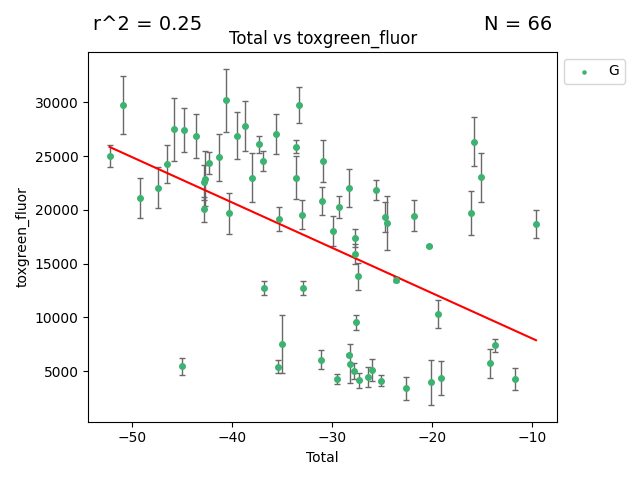 r^2 = 0.25
N = 66
Total vs toxgreen_fluor
G
30000
25000
20000
15000
10000
5000
toxgreen_fluor
−50
−40
−30
−20
−10
Total